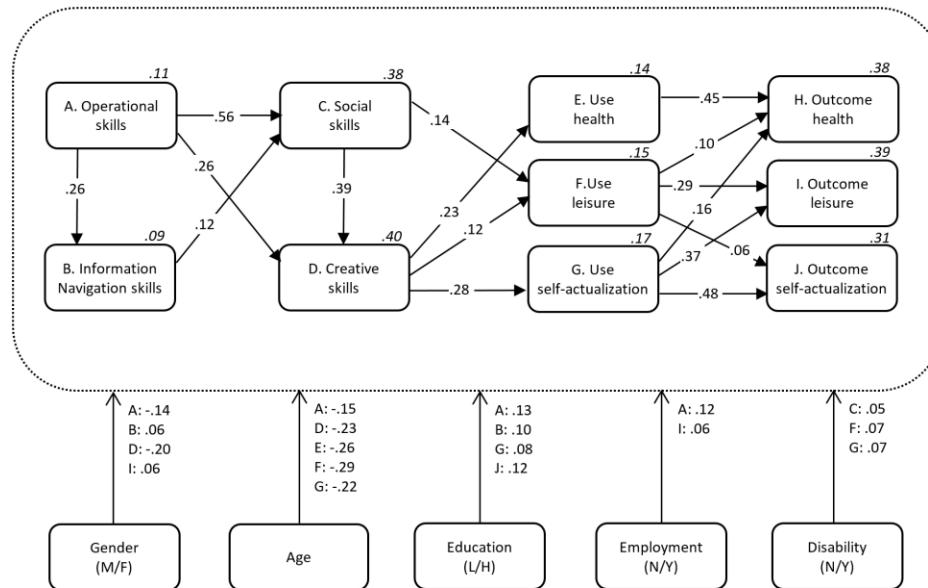 .11
.38
.14
.38
A. Operational
skills
C. Social
skills
E. Use
health
H. Outcome
health
.56
.45
.14
.10
.26
.26
.39
.15
.39
F.Use
leisure
I. Outcome
leisure
.29
.23
.16
.12
.12
.06
.09
.40
.17
.37
.31
B. Information
Navigation skills
D. Creative
skills
G. Use
self-actualization
J. Outcome
self-actualization
.28
.48
A: -.14
B: .06
D: -.20
I: .06
A: -.15
D: -.23
E: -.26
F: -.29
G: -.22
A: .13
B: .10
G: .08
J: .12
A: .12
I: .06
C: .05
F: .07
G: .07
Gender
(M/F)
Age
Education
(L/H)
Employment
(N/Y)
Disability
(N/Y)